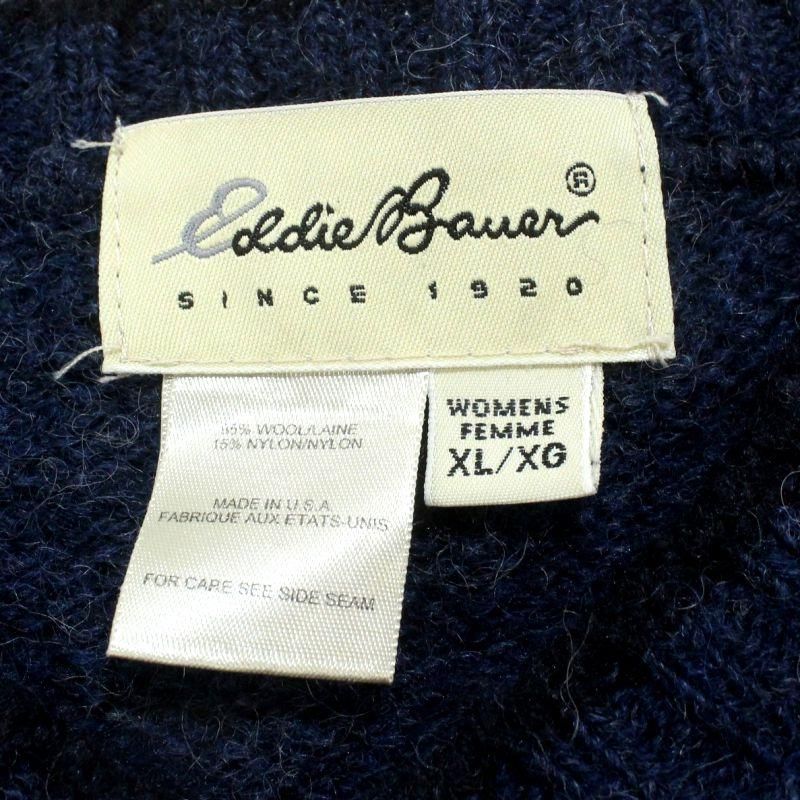 Eddie Bauer®
SINCE 1920
85% WOOL/LAINE
15% NYLON/NYLON
MADE IN U.S.A
FABRIQUE AUX ETATS-UNIS
FOR CARE SEE SIDE SEAM
WOMENS
FEMME
XL/XG